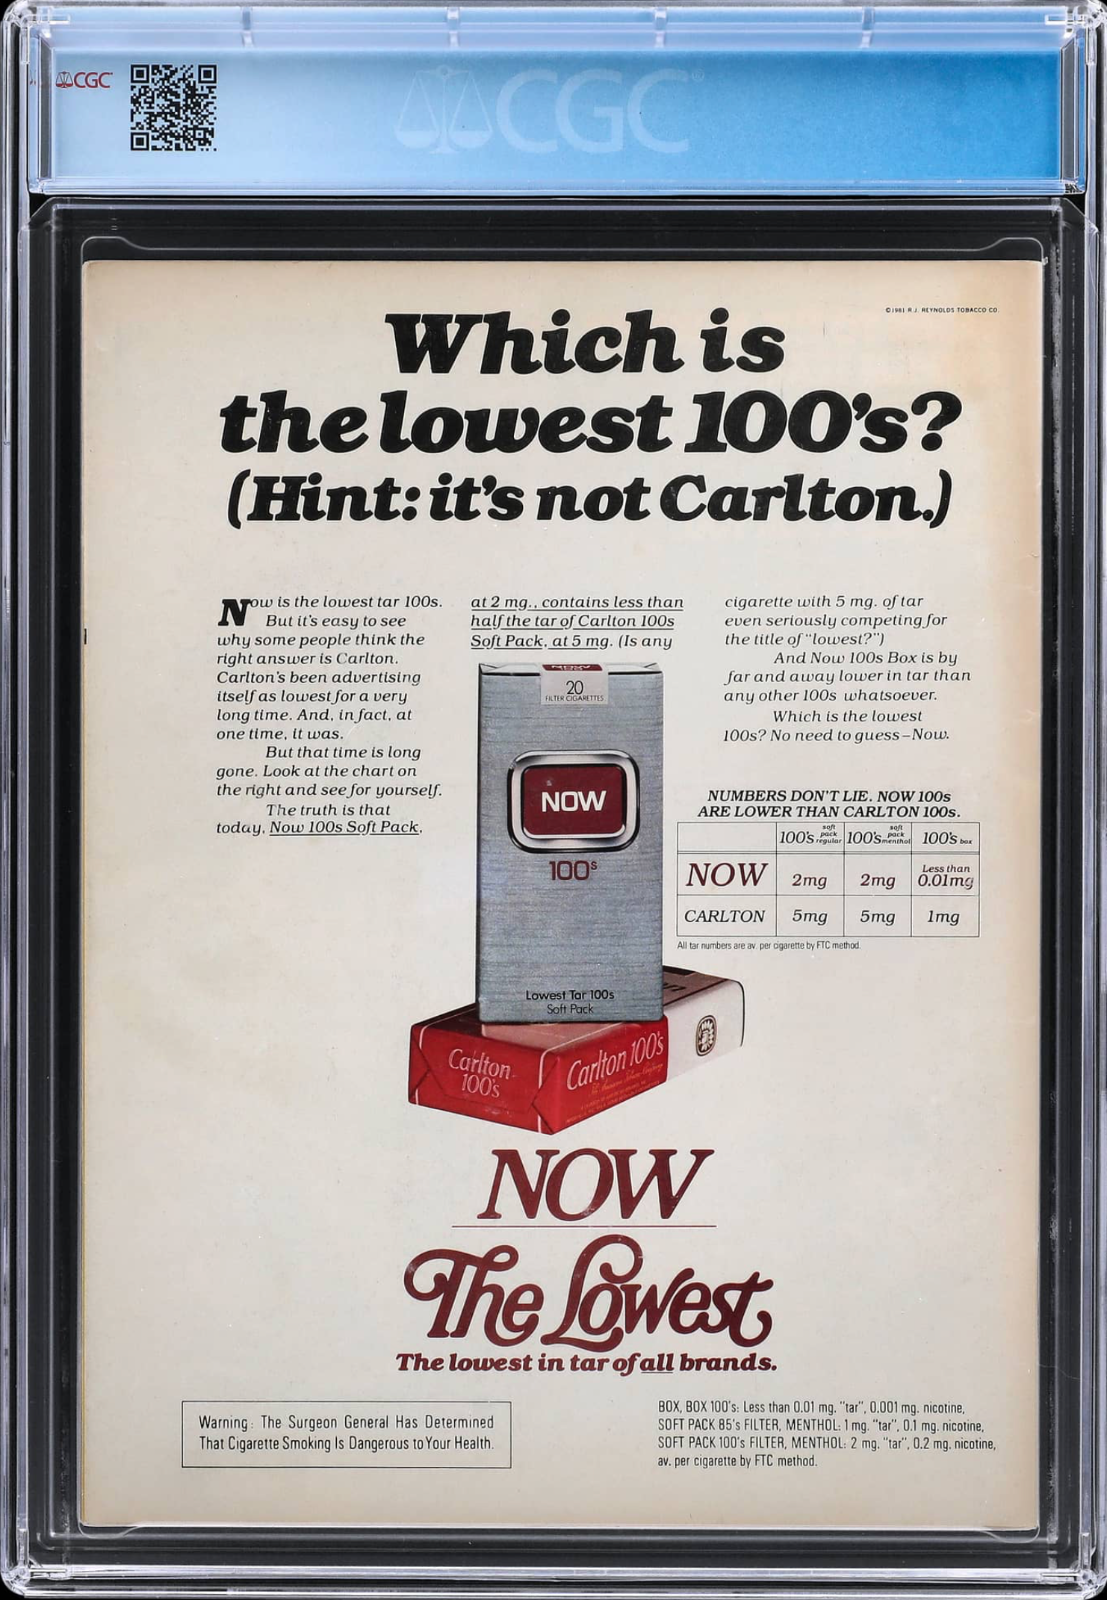 CGC
CGC
©1981 R.J. REYNOLDS TOBACCO CO.
Which is
the lowest 100's?
(Hint: it's not Carlton.)
Now is the lowest tar 100s.
But it's easy to see
why some people think the
right answer is Carlton.
Carlton's been advertising
itself as lowest for a very
long time. And, in fact, at
one time, it was.
But that time is long
gone. Look at the chart on
the right and see for yourself.
The truth is that
today, Now 100s Soft Pack,
at 2 mg., contains less than
half the tar of Carlton 100s
Soft Pack, at 5 mg. (Is any
cigarette with 5 mg. of tar
even seriously competing for
the title of "lowest?")
And Now 100s Box is by
far and away lower in tar than
any other 100s whatsoever.
Which is the lowest
100s? No need to guess—Now.
NOW
20
FILTER CIGARETTES
NOW
100s
Lowest Tar 100s
Soft Pack
NUMBERS DON'T LIE. NOW 100s
ARE LOWER THAN CARLTON 100s.
100's soft pack regular 100's soft pack menthol 100's box
NOW 2mg 2mg Less than 0.01mg
CARLTON 5mg 5mg 1mg
All tar numbers are av. per cigarette by FTC method.
Carlton
100's
Carlton 100's
NOW
The Lowest
The lowest in tar of all brands.
Warning: The Surgeon General Has Determined
That Cigarette Smoking Is Dangerous to Your Health.
BOX, BOX 100's: Less than 0.01 mg. "tar", 0.001 mg. nicotine,
SOFT PACK 85's FILTER, MENTHOL: 1 mg. "tar", 0.1 mg. nicotine,
SOFT PACK 100's FILTER, MENTHOL: 2 mg. "tar", 0.2 mg. nicotine,
av. per cigarette by FTC method.